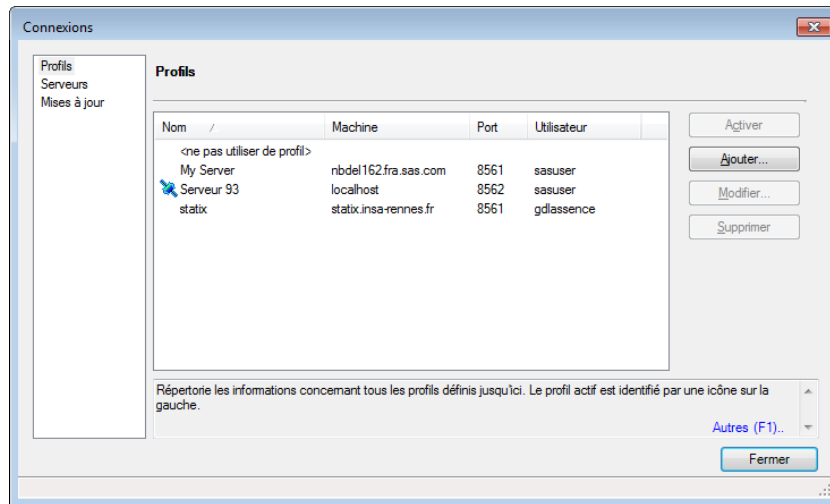 Connexions
Profils
Serveurs
Mises à jour
Profils
Nom Machine Port Utilisateur
<ne pas utiliser de profil>
My Server nbdel162.fra.sas.com 8561 sasuser
Serveur 93 localhost 8562 sasuser
statix statix.insa-rennes.fr 8561 gdlassence
Activer
Ajouter...
Modifier...
Supprimer
Répertorie les informations concernant tous les profils définis jusqu'ici. Le profil actif est identifié par une icône sur la
gauche.
Autres (F1)..
Fermer